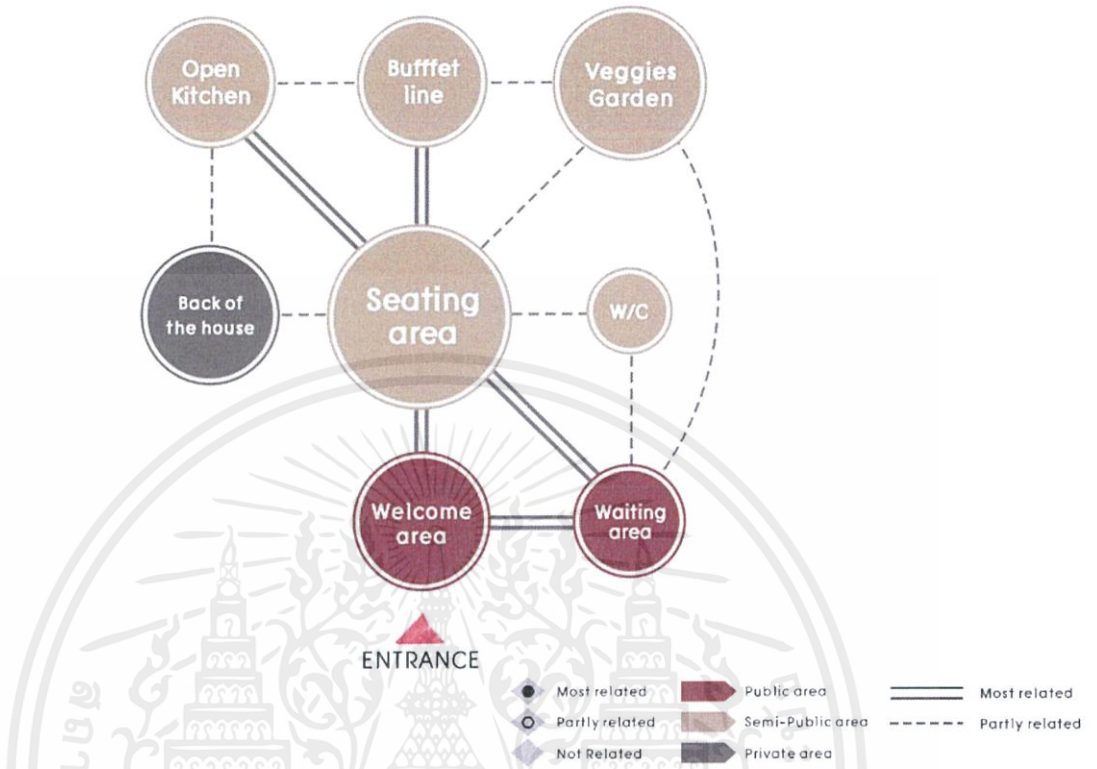 Open
Kitchen
Bufffet
line
Veggies
Garden
Back of
the house
Seating
area
W/C
Welcome
area
Waiting
area
ENTRANCE
Most related
Public area
Most related
Partly related
Semi-Public area
Partly related
Not Related
Private area